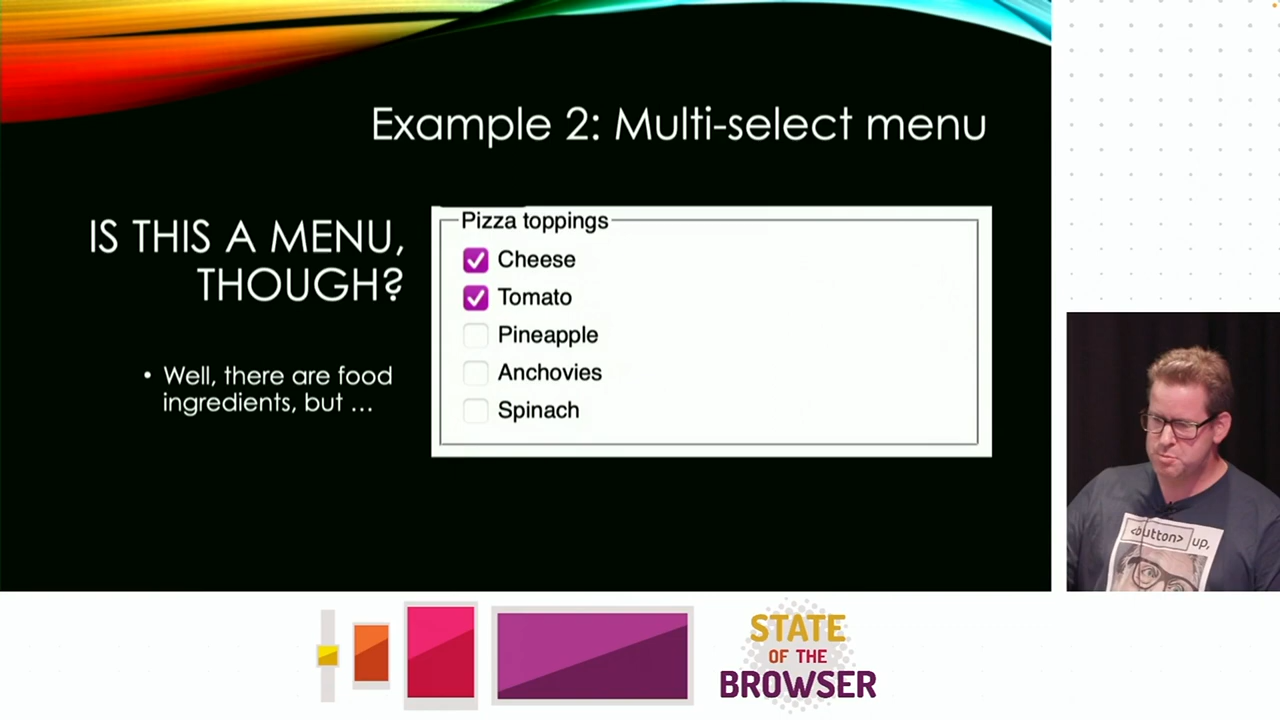 Example 2: Multi-select menu
IS THIS A MENU,
THOUGH?
• Well, there are food
ingredients, but …
Pizza toppings
Cheese
Tomato
Pineapple
Anchovies
Spinach
<button> up,
STATE
OF THE
BROWSER